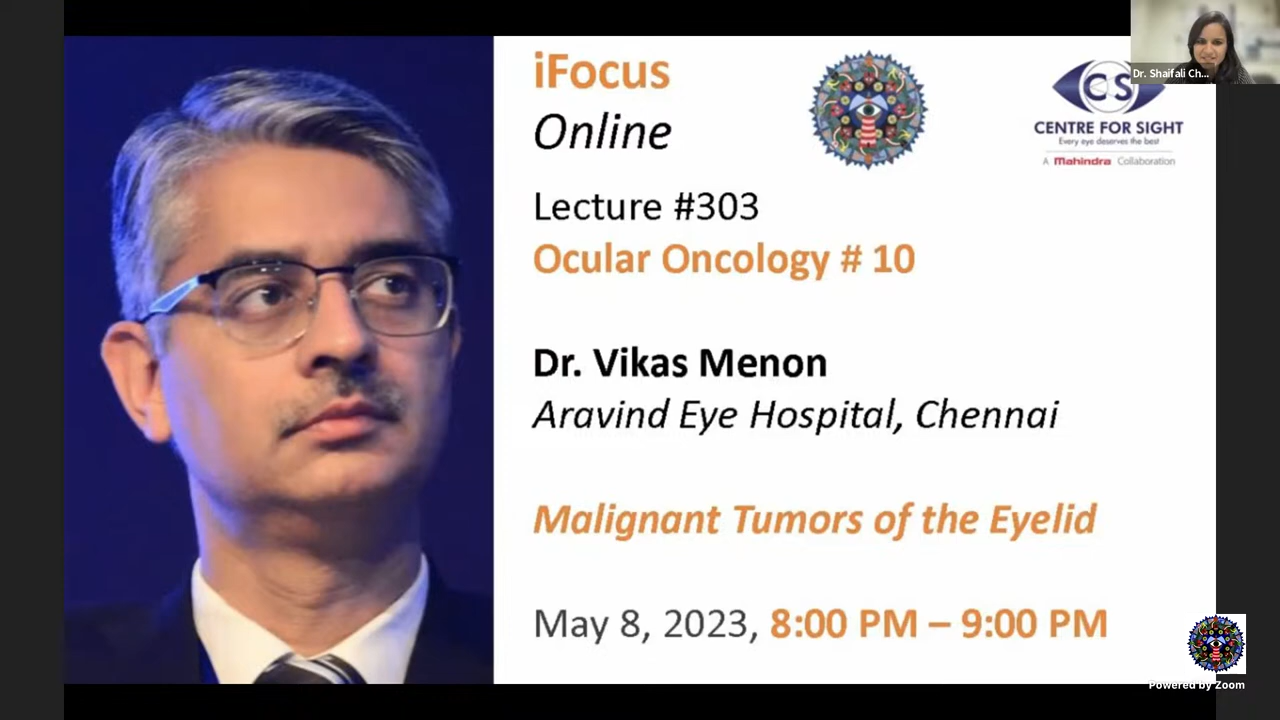 iFocus
Online
Dr. Shaifali Ch...
CS
CENTRE FOR SIGHT
Every eye deserves the best
A Mahindra Collaboration
Lecture #303
Ocular Oncology # 10
Dr. Vikas Menon
Aravind Eye Hospital, Chennai
Malignant Tumors of the Eyelid
May 8, 2023, 8:00 PM – 9:00 PM
Powered by Zoom